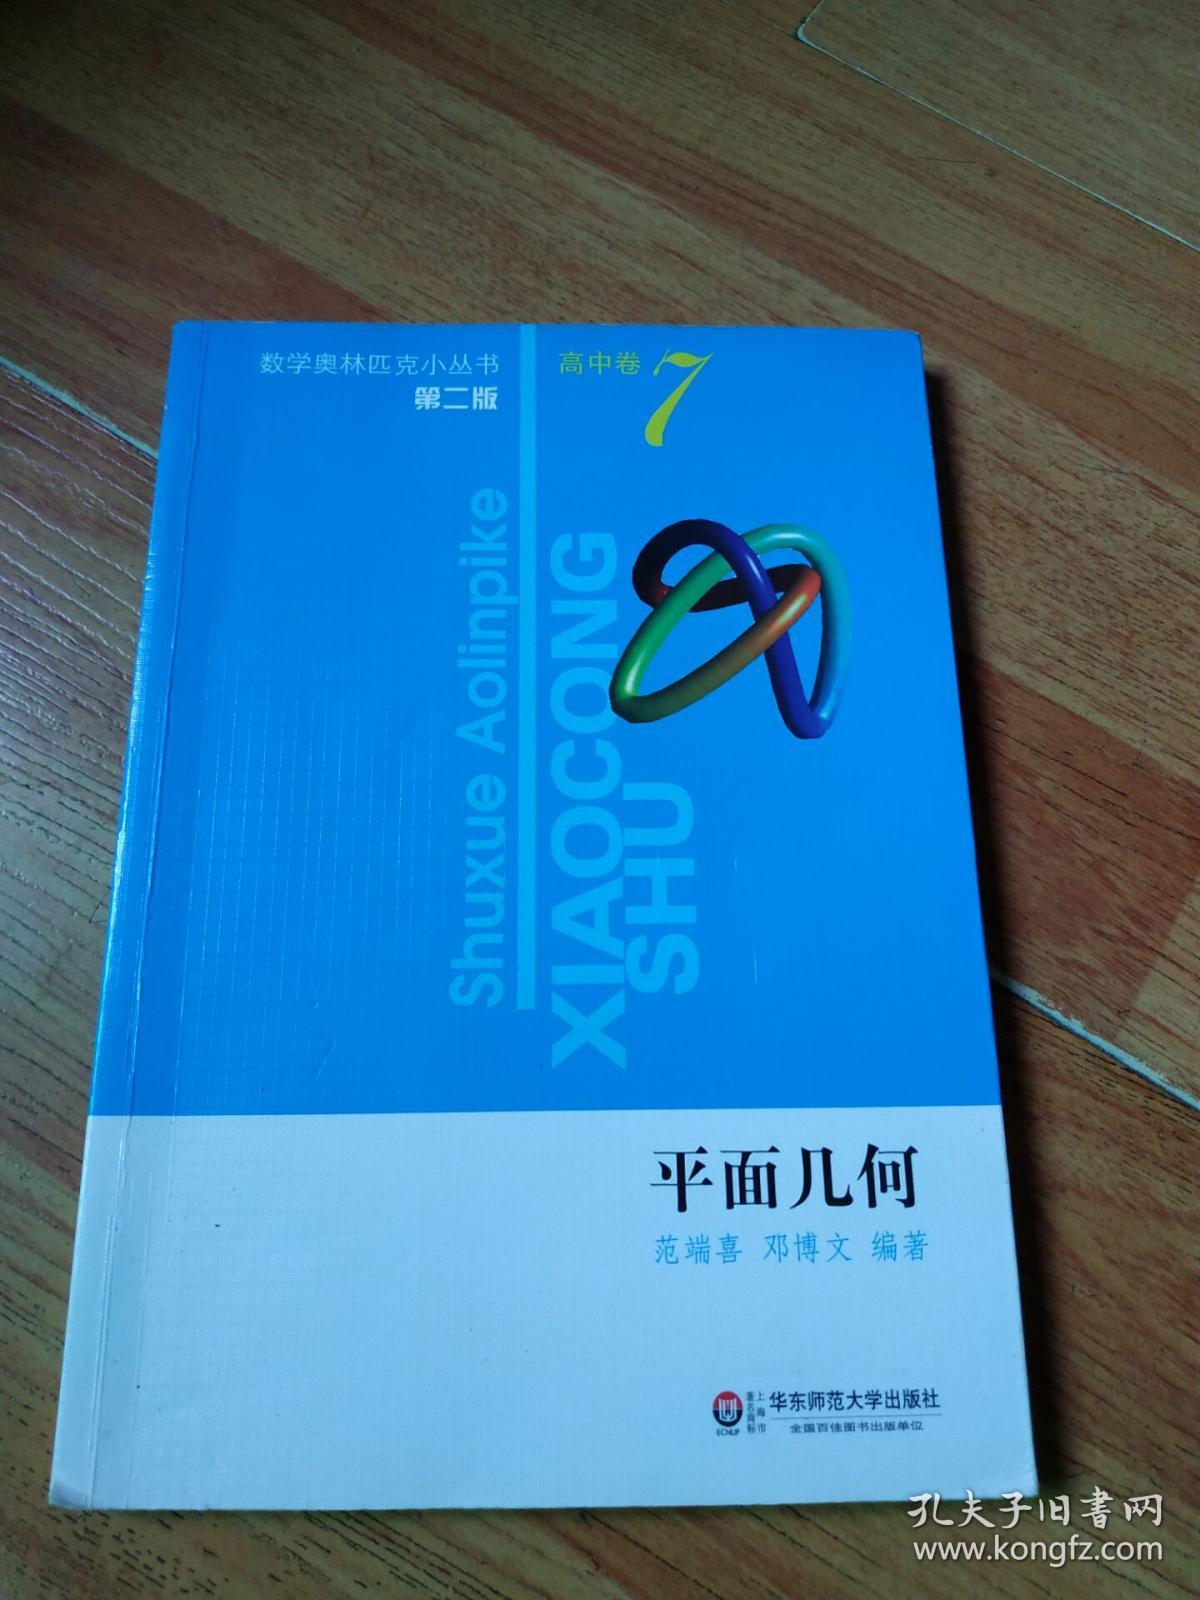 数学奥林匹克小丛书
第二版
高中卷 7
Shuxue Aolinpike
XIAOCONG
SHU
平面几何
范端喜 邓博文 编著
ECNUP
上海市
著名商标
华东师范大学出版社
全国百佳图书出版单位
孔夫子旧书网
www.kongfz.com